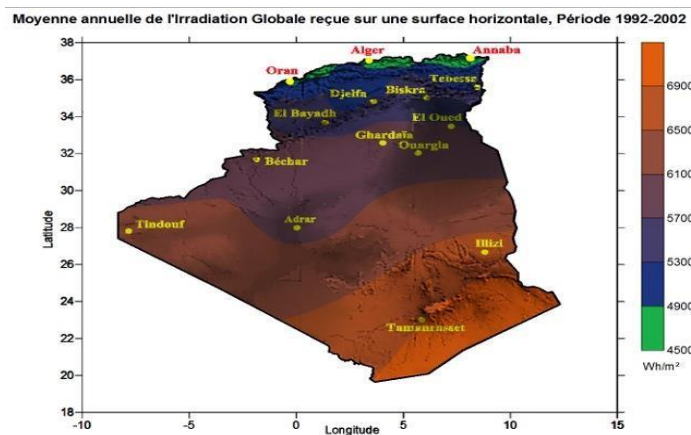 Moyenne annuelle de l'Irradiation Globale reçue sur une surface horizontale, Période 1992-2002
38
36
34
32
30
28
26
24
22
20
18
Latitude
-10
-5
0
5
10
15
Longitude
Alger
Annaba
Oran
Tebessa
Biskra
Djelfa
El Bayadh
El Oued
Ghardaïa
Ouargla
Béchar
Adrar
Tindouf
Illizi
Tamanrasset
6900
6500
6100
5700
5300
4900
4500
Wh/m²